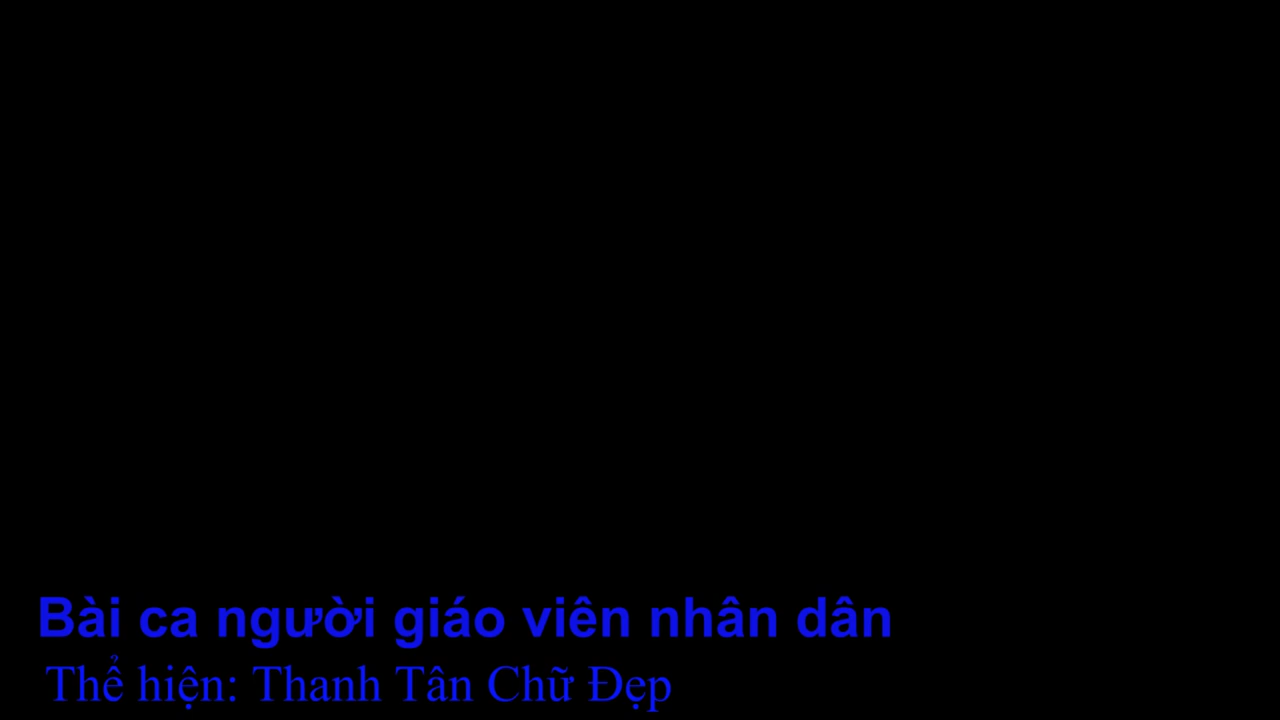 Bài ca người giáo viên nhân dân
Thể hiện: Thanh Tân Chữ Đẹp